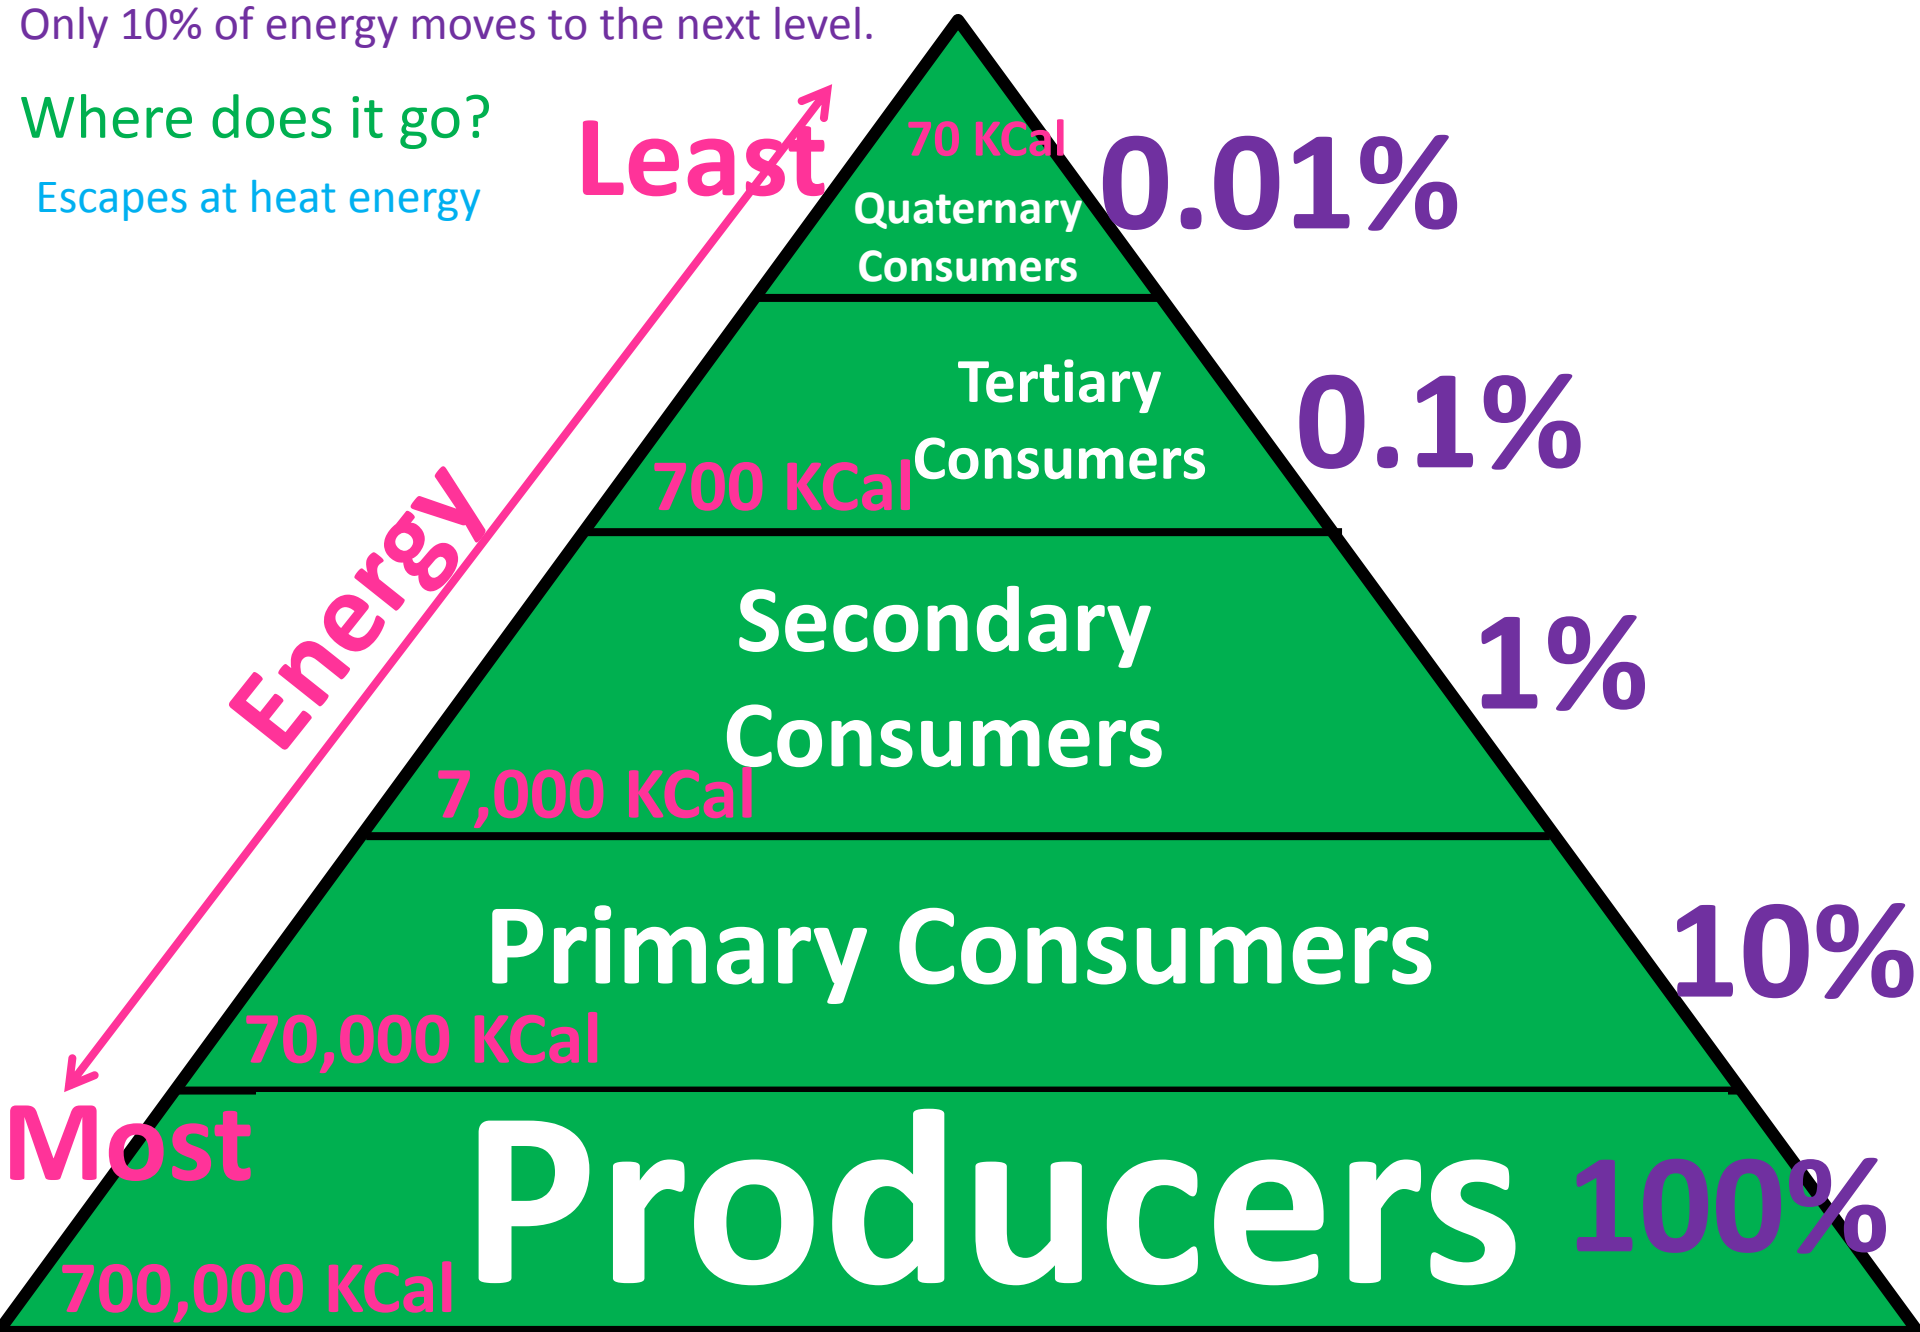 Only 10% of energy moves to the next level.
Where does it go?
Escapes at heat energy
Least
70 KCal
0.01%
Quaternary
Consumers
Tertiary
Consumers
700 KCal
0.1%
Energy
Secondary
Consumers
7,000 KCal
1%
Primary Consumers
70,000 KCal
10%
Most
Producers
100%
700,000 KCal